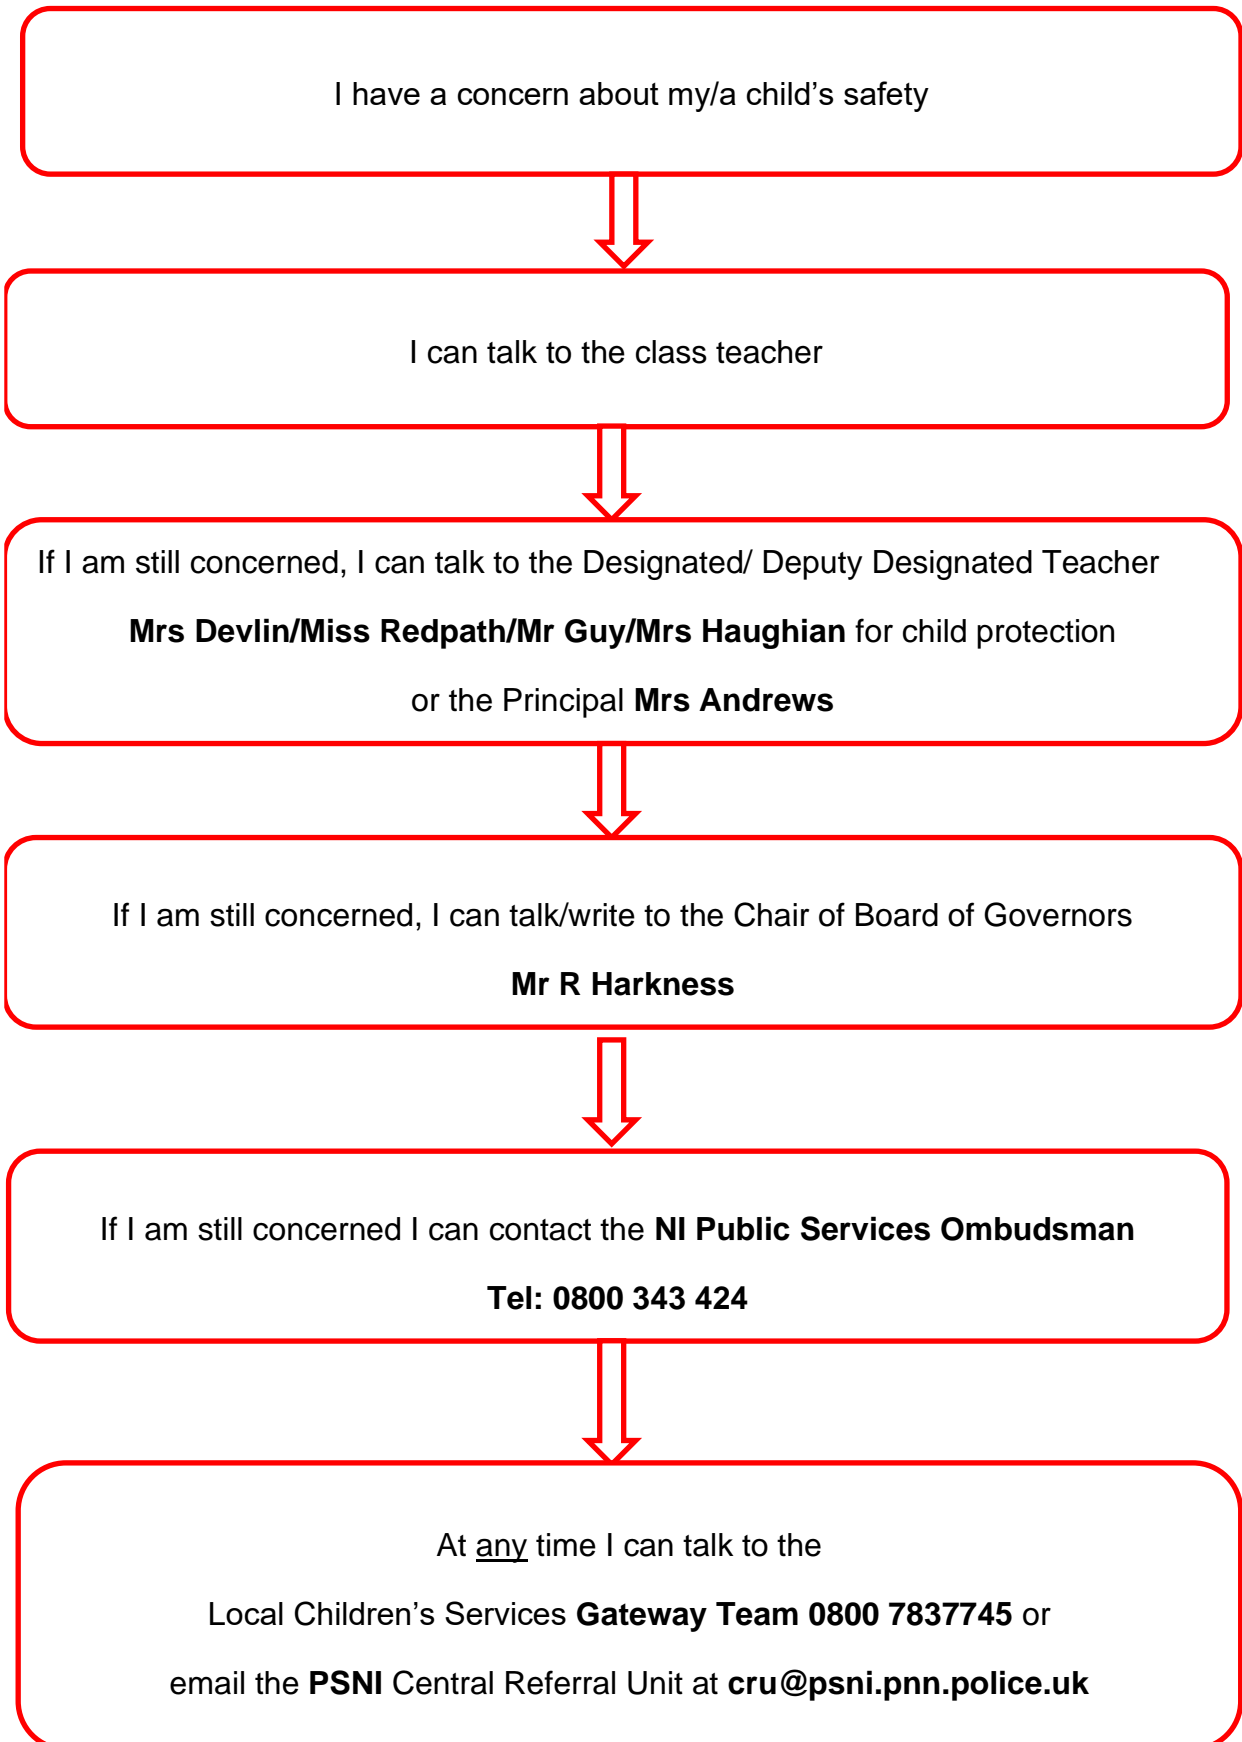 I have a concern about my/a child’s safety
I can talk to the class teacher
If I am still concerned, I can talk to the Designated/ Deputy Designated Teacher
Mrs Devlin/Miss Redpath/Mr Guy/Mrs Haughian for child protection
or the Principal Mrs Andrews
If I am still concerned, I can talk/write to the Chair of Board of Governors
Mr R Harkness
If I am still concerned I can contact the NI Public Services Ombudsman
Tel: 0800 343 424
At any time I can talk to the
Local Children’s Services Gateway Team 0800 7837745 or
email the PSNI Central Referral Unit at cru@psni.pnn.police.uk